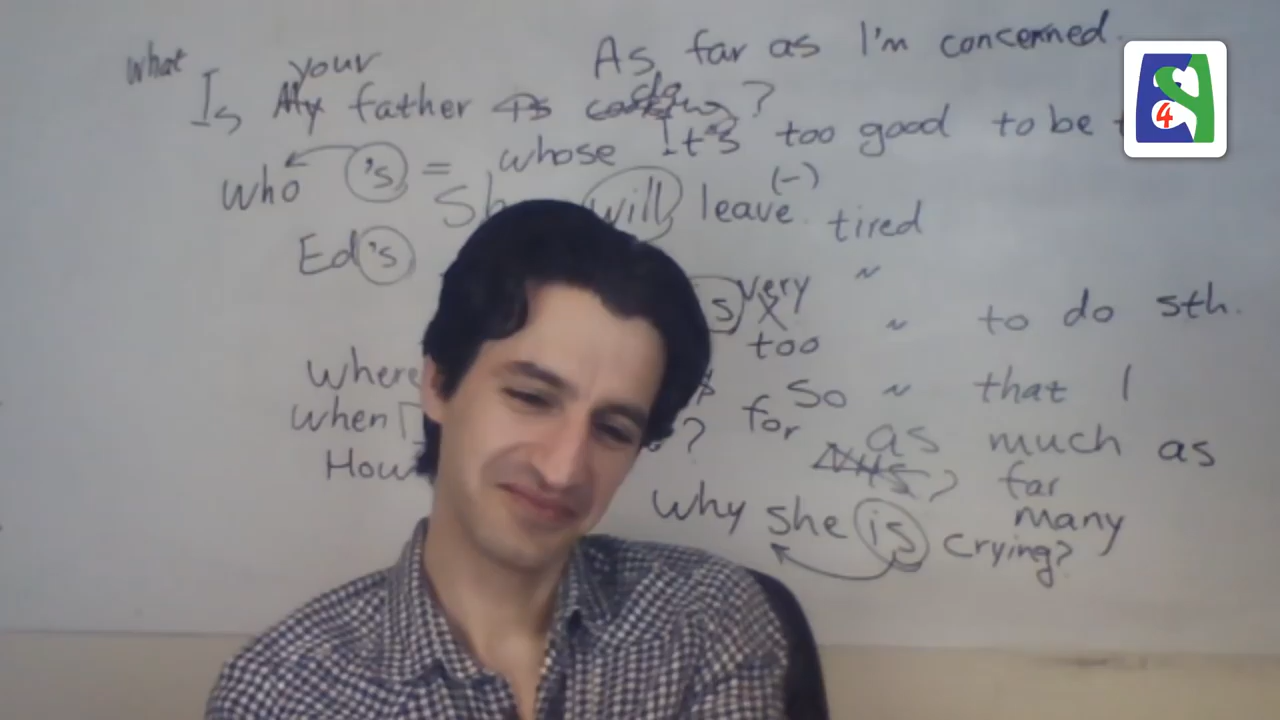 what
your
As far as I'm concerned.
Is My father is ?
do
It's too good to be
who 's = whose
will leave (-)
Ed's
tired
s very ~
too ~ to do sth.
where
when
How
?
for
so ~ that I
as much as
far
many
?
why she is crying?
4